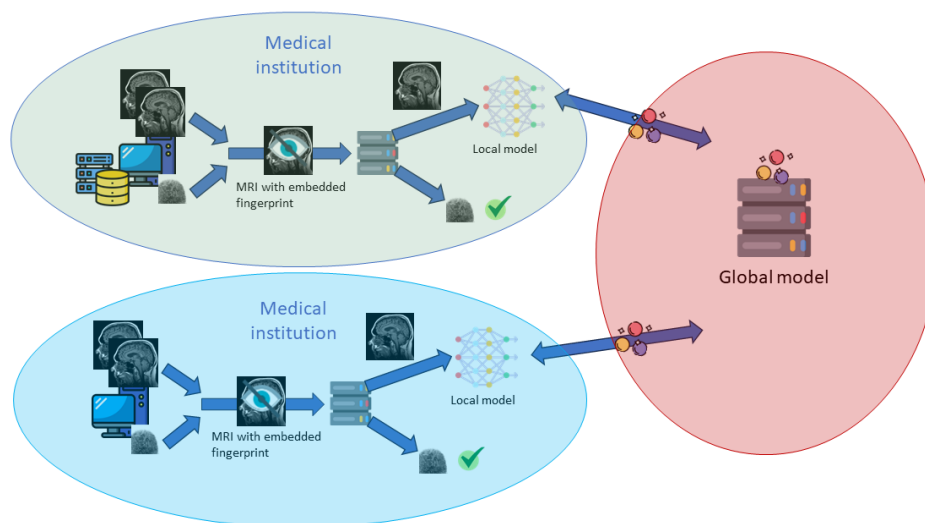 Medical
institution
Local model
MRI with embedded
fingerprint
Global model
Medical
institution
Local model
MRI with embedded
fingerprint